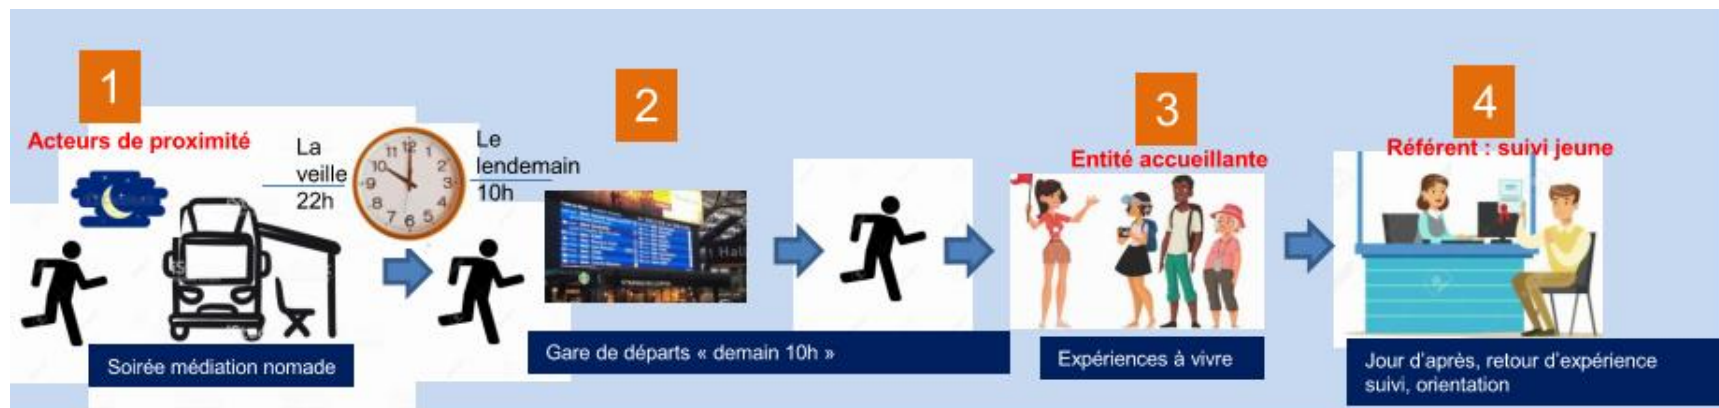 1
Acteurs de proximité
La
veille
22h
Le
lendemain
10h
Soirée médiation nomade
2
Gare de départs « demain 10h »
3
Entité accueillante
Expériences à vivre
4
Référent : suivi jeune
Jour d’après, retour d’expérience
suivi, orientation